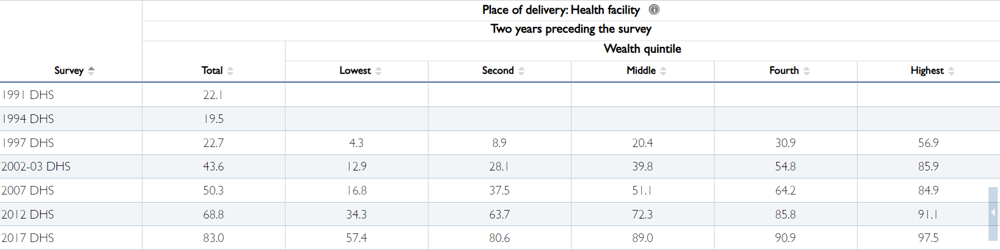 Place of delivery: Health facility
Two years preceding the survey
Wealth quintile
Survey Total Lowest Second Middle Fourth Highest
1991 DHS 22.1
1994 DHS 19.5
1997 DHS 22.7 4.3 8.9 20.4 30.9 56.9
2002-03 DHS 43.6 12.9 28.1 39.8 54.8 85.9
2007 DHS 50.3 16.8 37.5 51.1 64.2 84.9
2012 DHS 68.8 34.3 63.7 72.3 85.8 91.1
2017 DHS 83.0 57.4 80.6 89.0 90.9 97.5